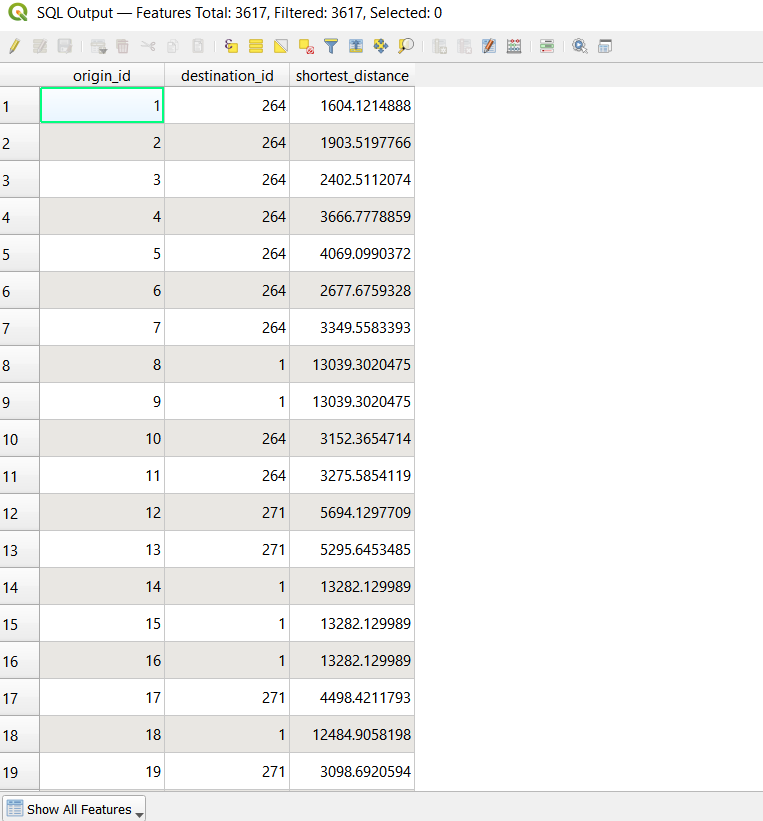 SQL Output — Features Total: 3617, Filtered: 3617, Selected: 0
origin_id destination_id shortest_distance
1 1 264 1604.1214888
2 2 264 1903.5197766
3 3 264 2402.5112074
4 4 264 3666.7778859
5 5 264 4069.0990372
6 6 264 2677.6759328
7 7 264 3349.5583393
8 8 1 13039.3020475
9 9 1 13039.3020475
10 10 264 3152.3654714
11 11 264 3275.5854119
12 12 271 5694.1297709
13 13 271 5295.6453485
14 14 1 13282.129989
15 15 1 13282.129989
16 16 1 13282.129989
17 17 271 4498.4211793
18 18 1 12484.9058198
19 19 271 3098.6920594
Show All Features